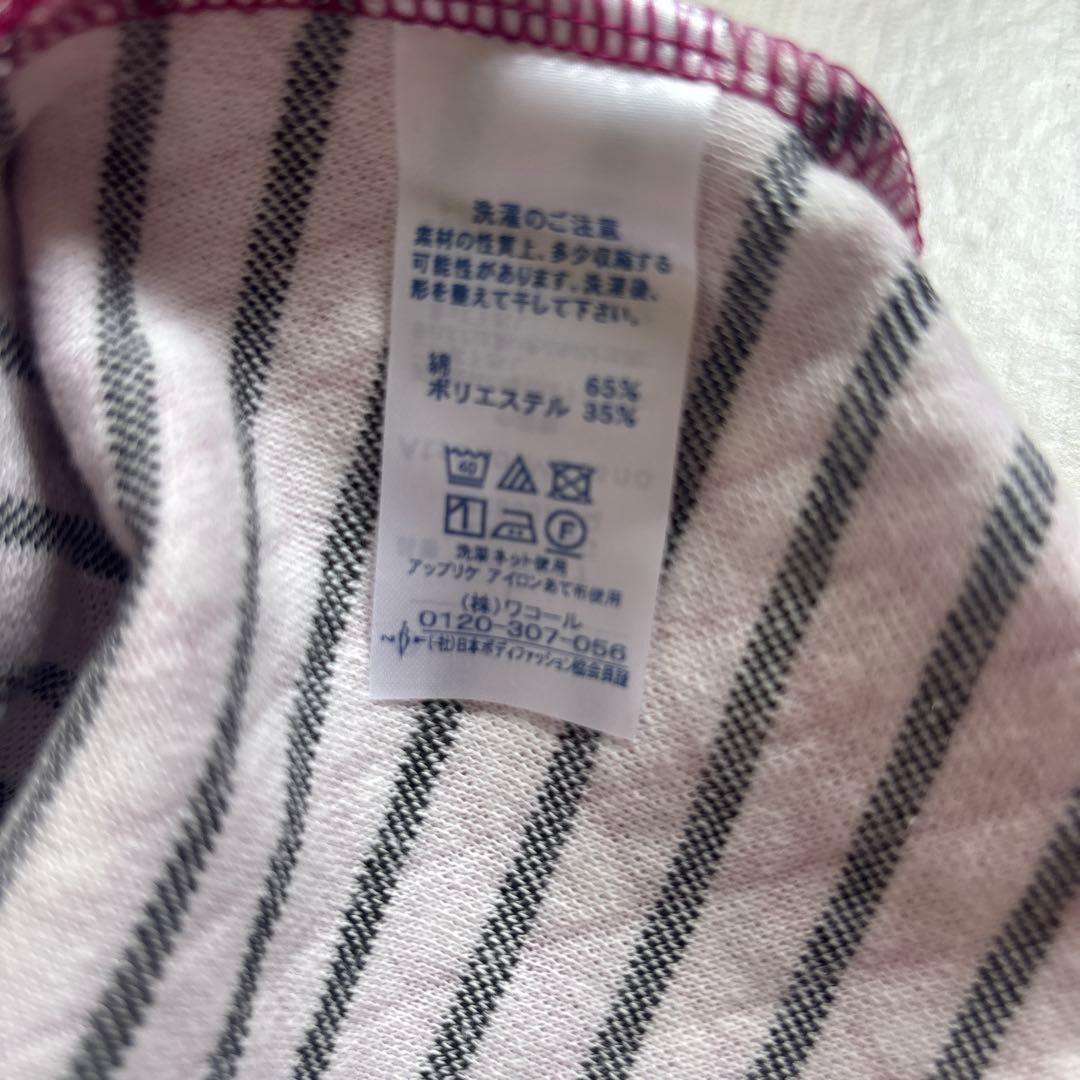 洗濯のご注意
素材の性質上、多少収縮する
可能性があります。洗濯後、
形を整えて干して下さい。
綿 65%
ポリエステル 35%
40
F
洗濯ネット使用
アップリケ アイロンあて布使用
(株)ワコール
0120-307-056
(社)日本ボディファッション協会員証